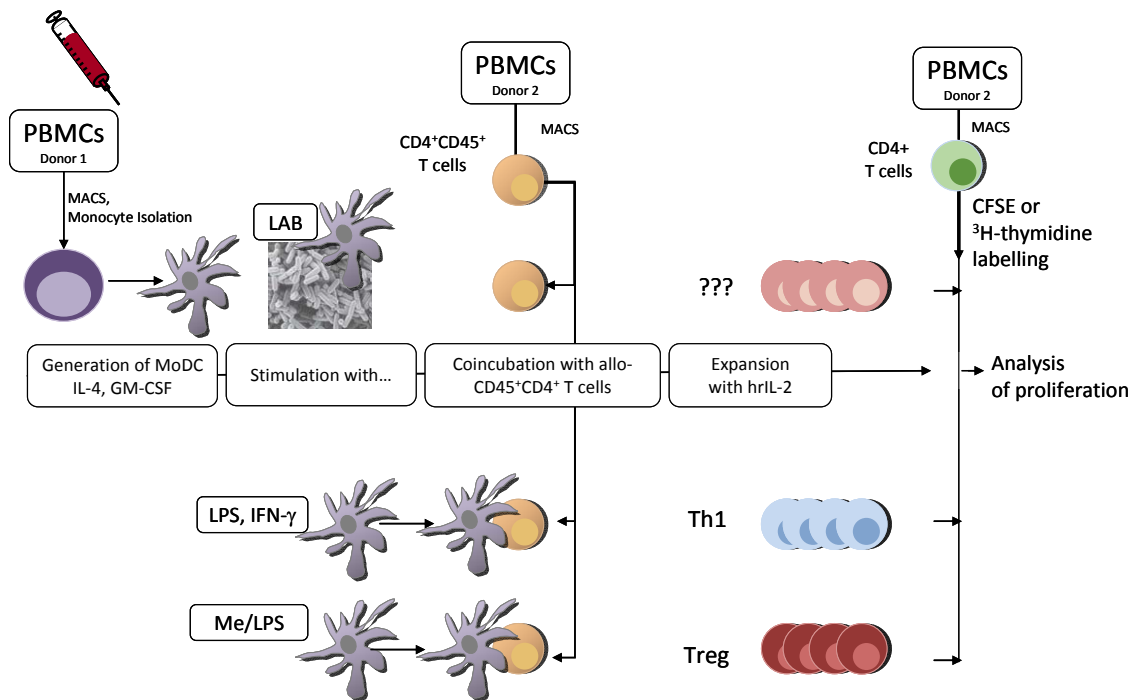 PBMCs
Donor 1
MACS,
Monocyte Isolation
LAB
PBMCs
Donor 2
MACS
CD4⁺CD45⁺
T cells
PBMCs
Donor 2
MACS
CD4+
T cells
CFSE or
³H-thymidine
labelling
???
Generation of MoDC
IL-4, GM-CSF
Stimulation with…
Coincubation with allo-
CD45⁺CD4⁺ T cells
Expansion
with hrIL-2
Analysis
of proliferation
LPS, IFN-γ
Th1
Me/LPS
Treg